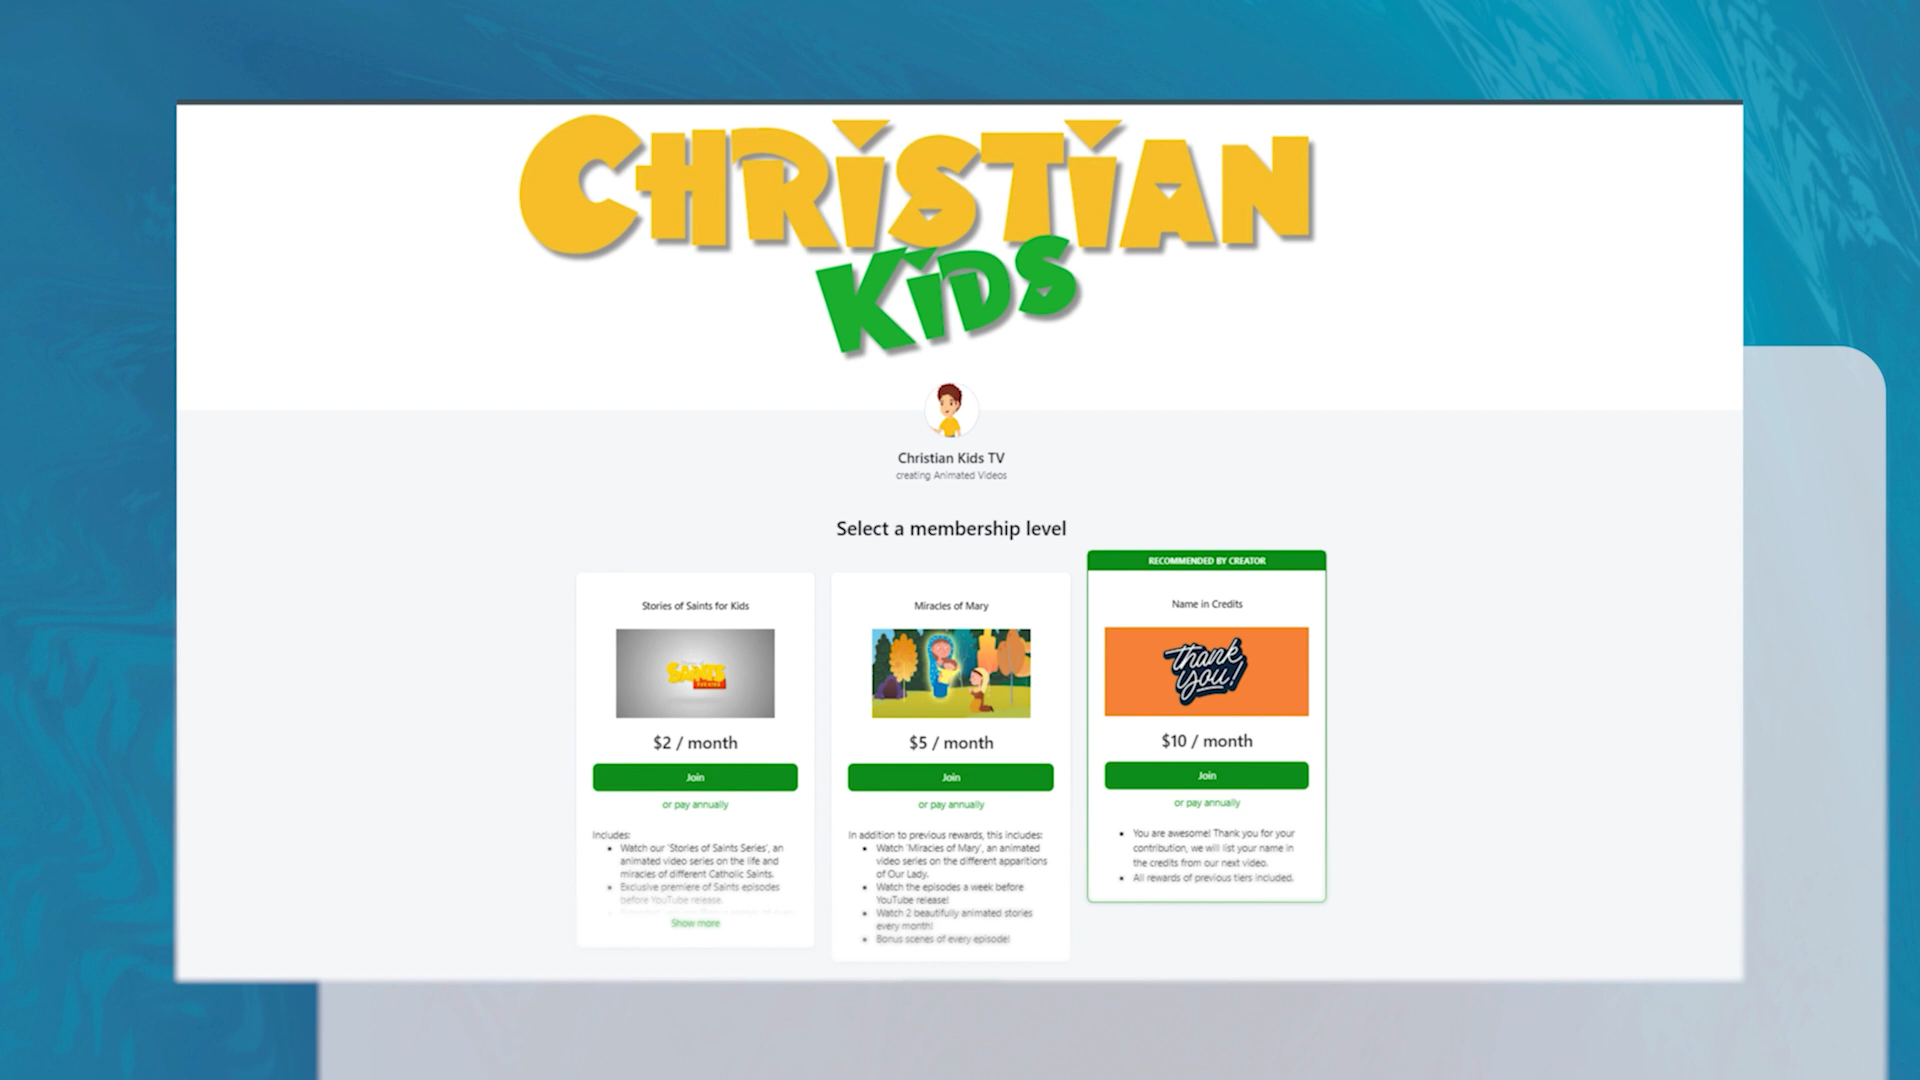 CHRISTIAN
KIDS
Christian Kids TV
creating Animated Videos
Select a membership level
Stories of Saints for Kids
SAINTS
$2 / month
Join
or pay annually
Includes:
Watch our 'Stories of Saints Series', an
animated video series on the life and
miracles of different Catholic Saints.
Exclusive premiere of Saints episodes
before YouTube release.
Show more
Miracles of Mary
$5 / month
Join
or pay annually
In addition to previous rewards, this includes:
Watch 'Miracles of Mary', an animated
video series on the different apparitions
of Our Lady.
Watch the episodes a week before
YouTube release!
Watch 2 beautifully animated stories
every month!
Bonus scenes of every episode!
RECOMMENDED BY CREATOR
Name in Credits
thank
you!
$10 / month
Join
or pay annually
You are awesome! Thank you for your
contribution, we will list your name in
the credits from our next video.
All rewards of previous tiers included.